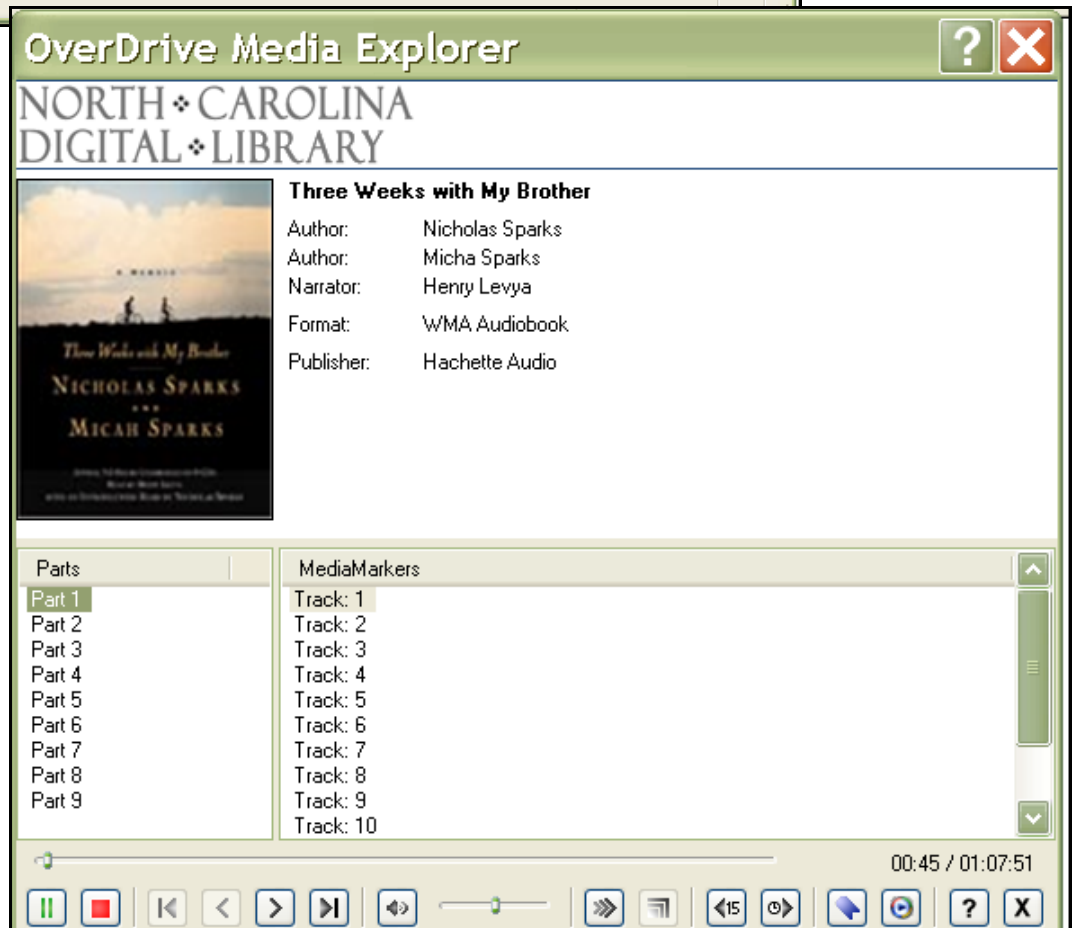 OverDrive Media Explorer
?
NORTH CAROLINA
DIGITAL LIBRARY
Three Weeks with My Brother
Author: Nicholas Sparks
Author: Micha Sparks
Narrator: Henry Levya
Format: WMA Audiobook
Publisher: Hachette Audio
A MEMOIR
Three Weeks with My Brother
NICHOLAS SPARKS
AND
MICAH SPARKS
Parts
Part 1
Part 2
Part 3
Part 4
Part 5
Part 6
Part 7
Part 8
Part 9
MediaMarkers
Track: 1
Track: 2
Track: 3
Track: 4
Track: 5
Track: 6
Track: 7
Track: 8
Track: 9
Track: 10
00:45 / 01:07:51
15
? X